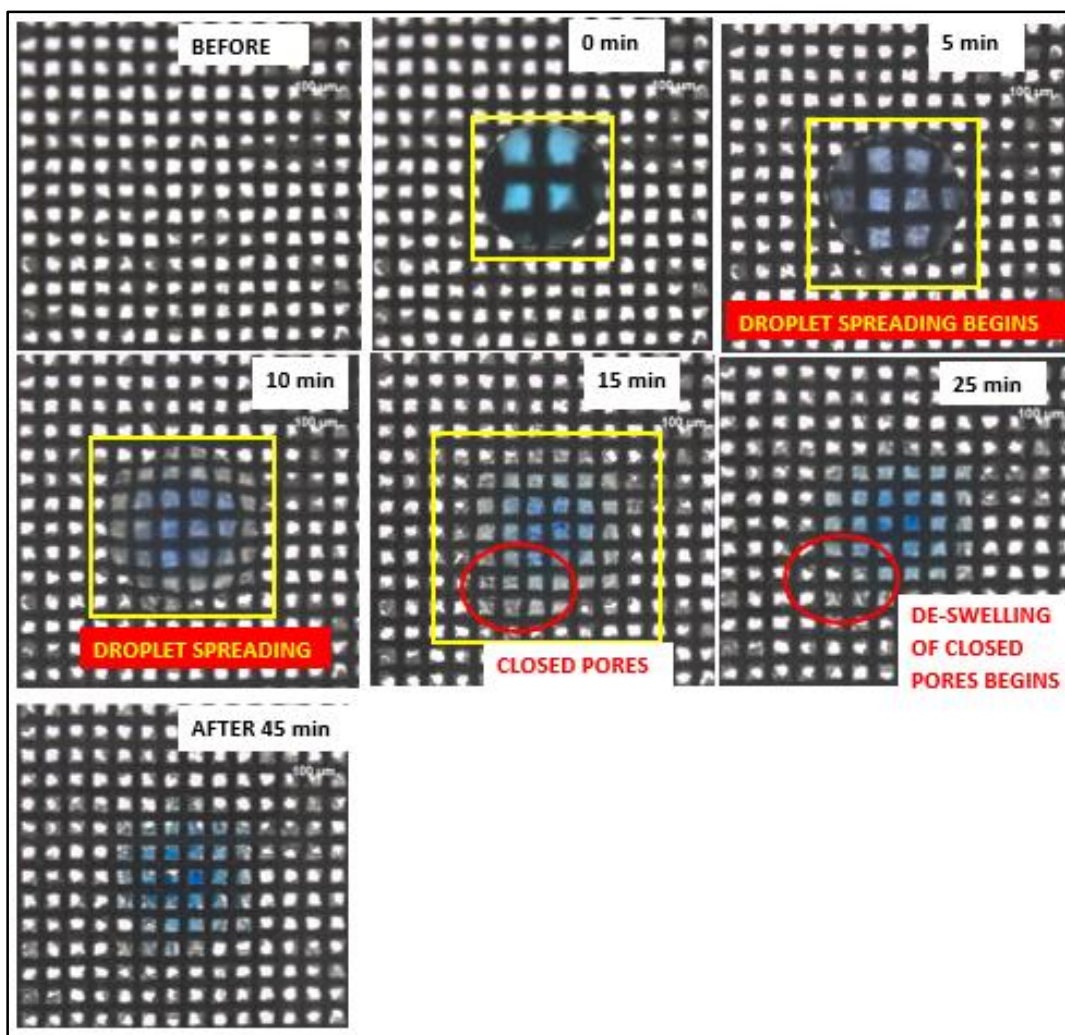 BEFORE
100 µm
0 min
100 µm
5 min
100 µm
DROPLET SPREADING BEGINS
10 min
100 µm
DROPLET SPREADING
15 min
100 µm
CLOSED PORES
25 min
100 µm
DE-SWELLING
OF CLOSED
PORES BEGINS
AFTER 45 min
100 µm